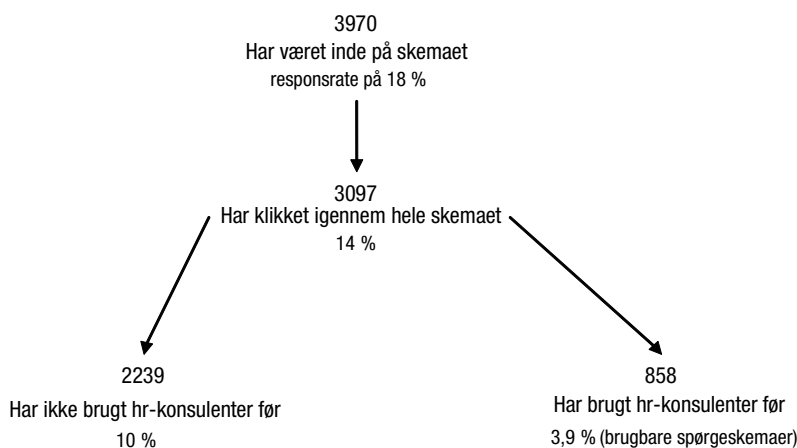 3970
Har været inde på skemaet
responsrate på 18 %
3097
Har klikket igennem hele skemaet
14 %
2239
Har ikke brugt hr-konsulenter før
10 %
858
Har brugt hr-konsulenter før
3,9 % (brugbare spørgeskemaer)